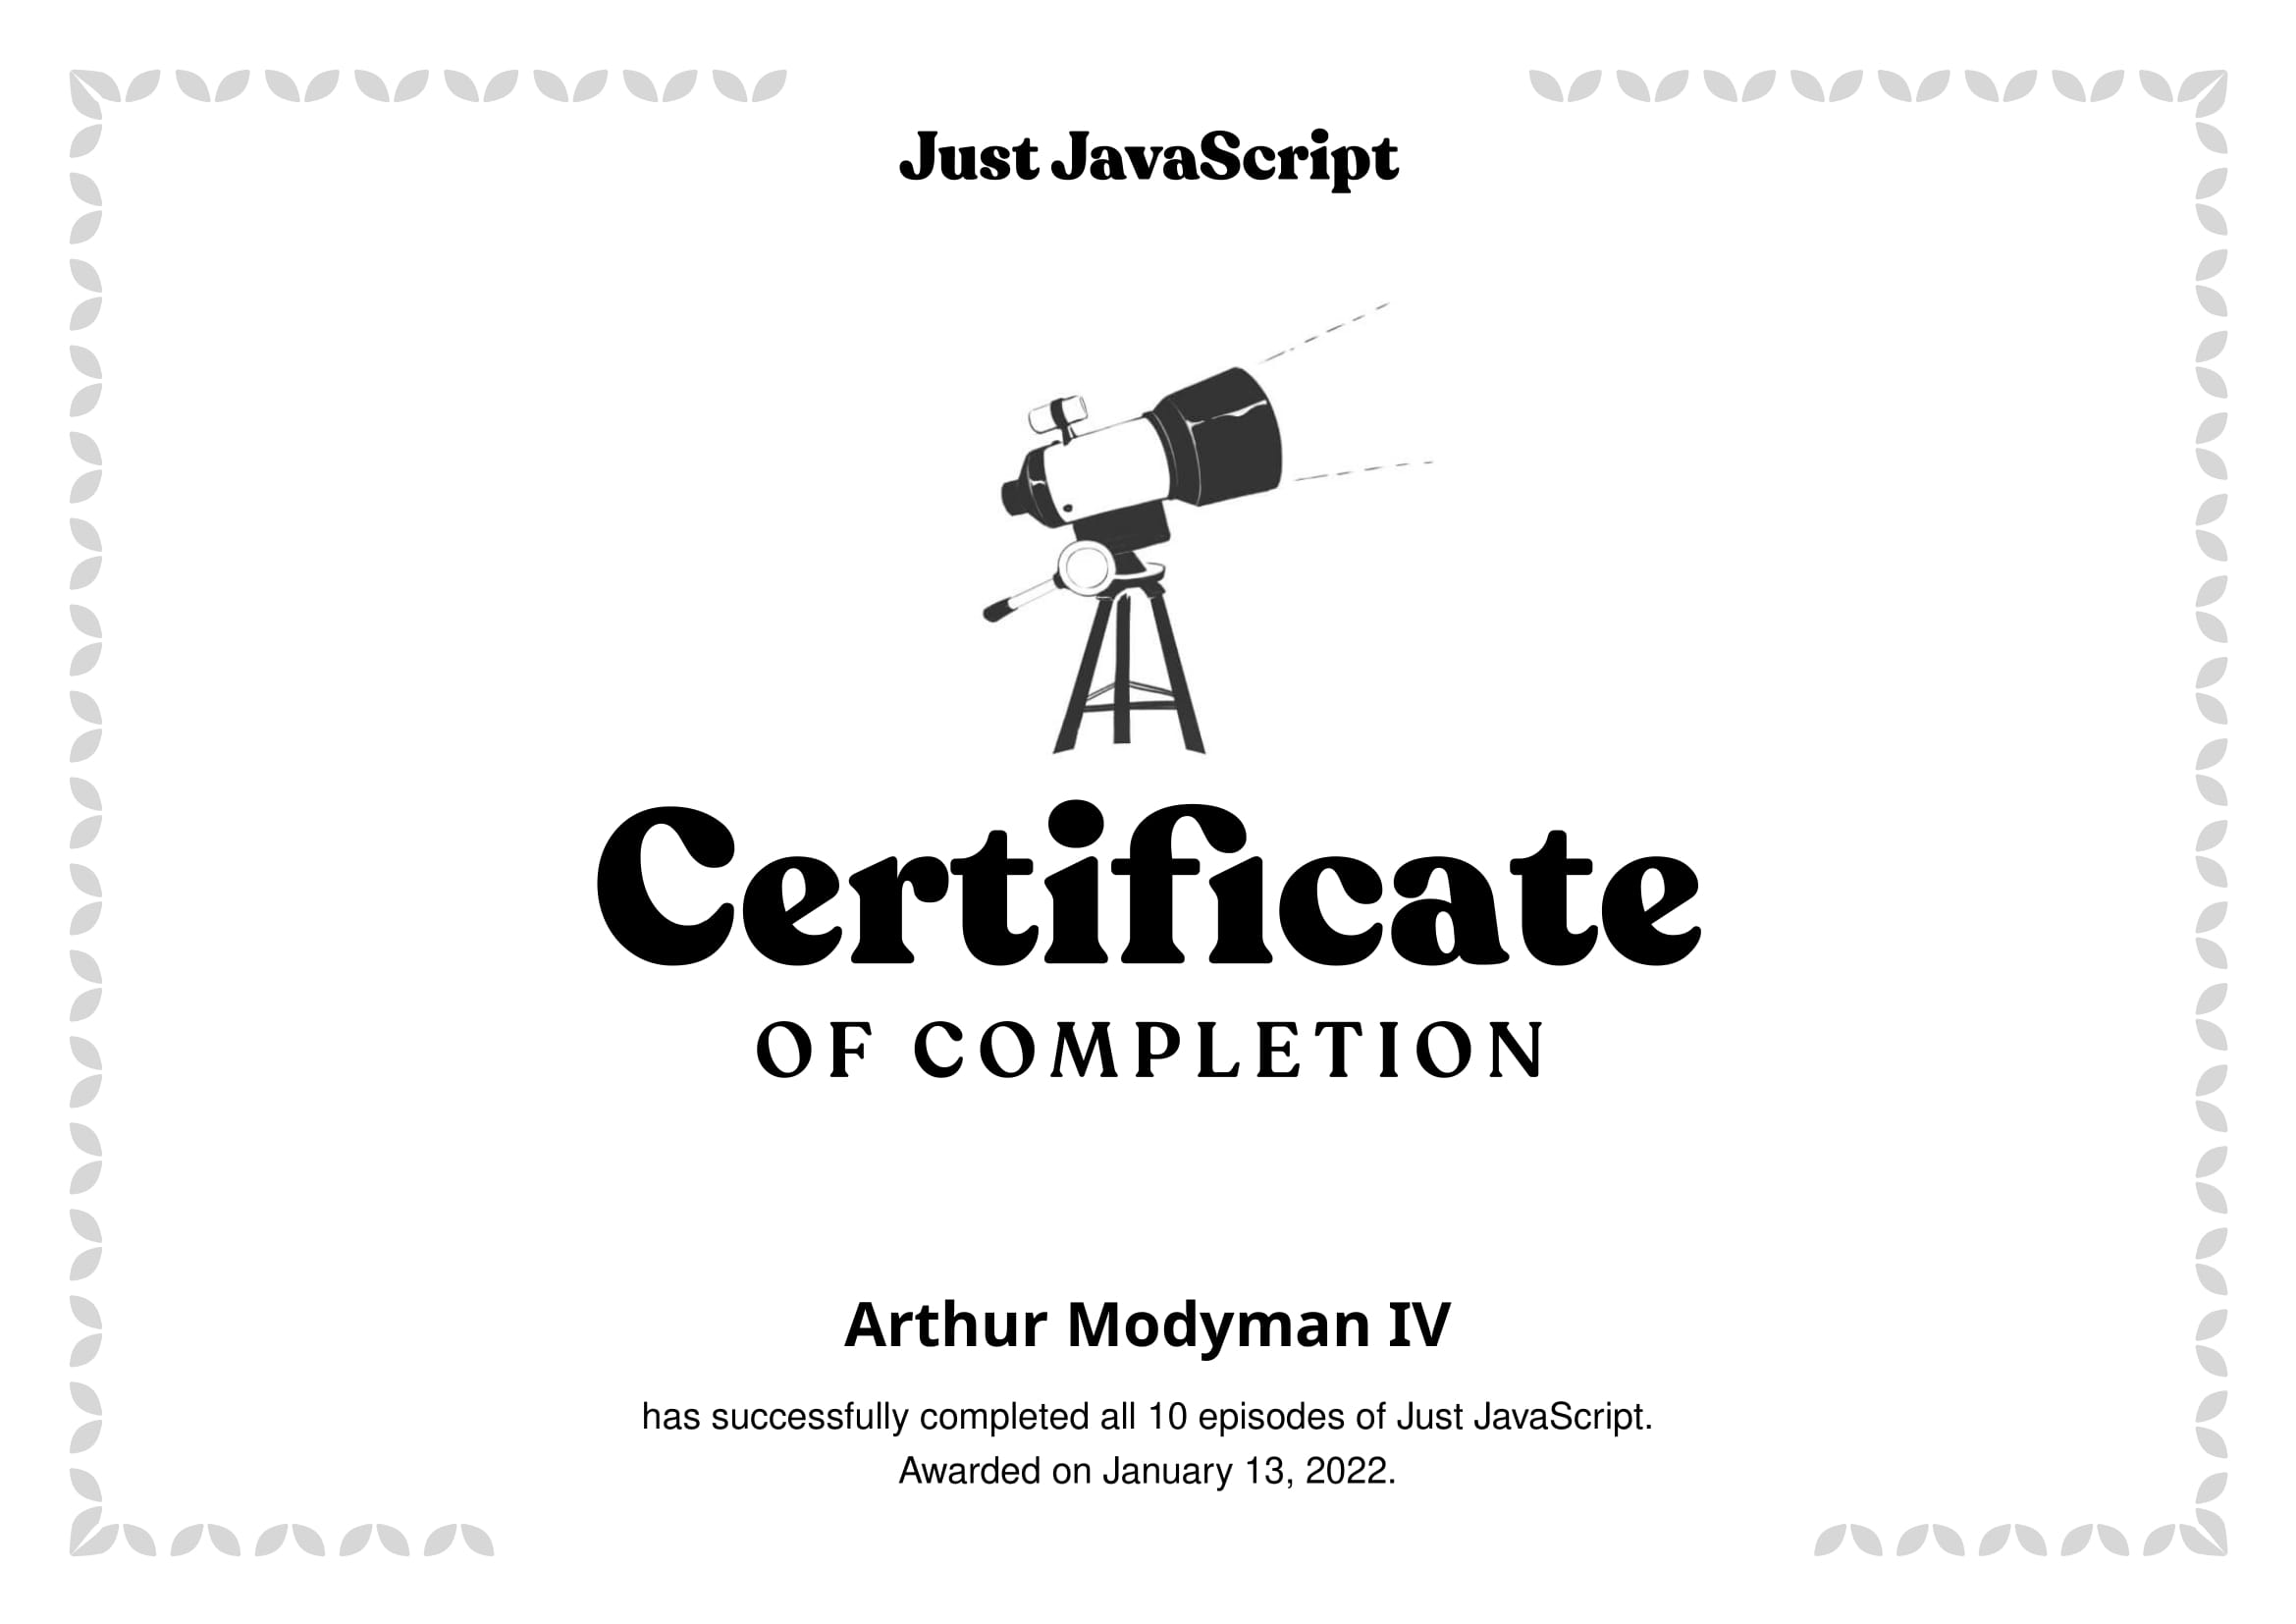 Just JavaScript
Certificate
OF COMPLETION
Arthur Modyman IV
has successfully completed all 10 episodes of Just JavaScript.
Awarded on January 13, 2022.